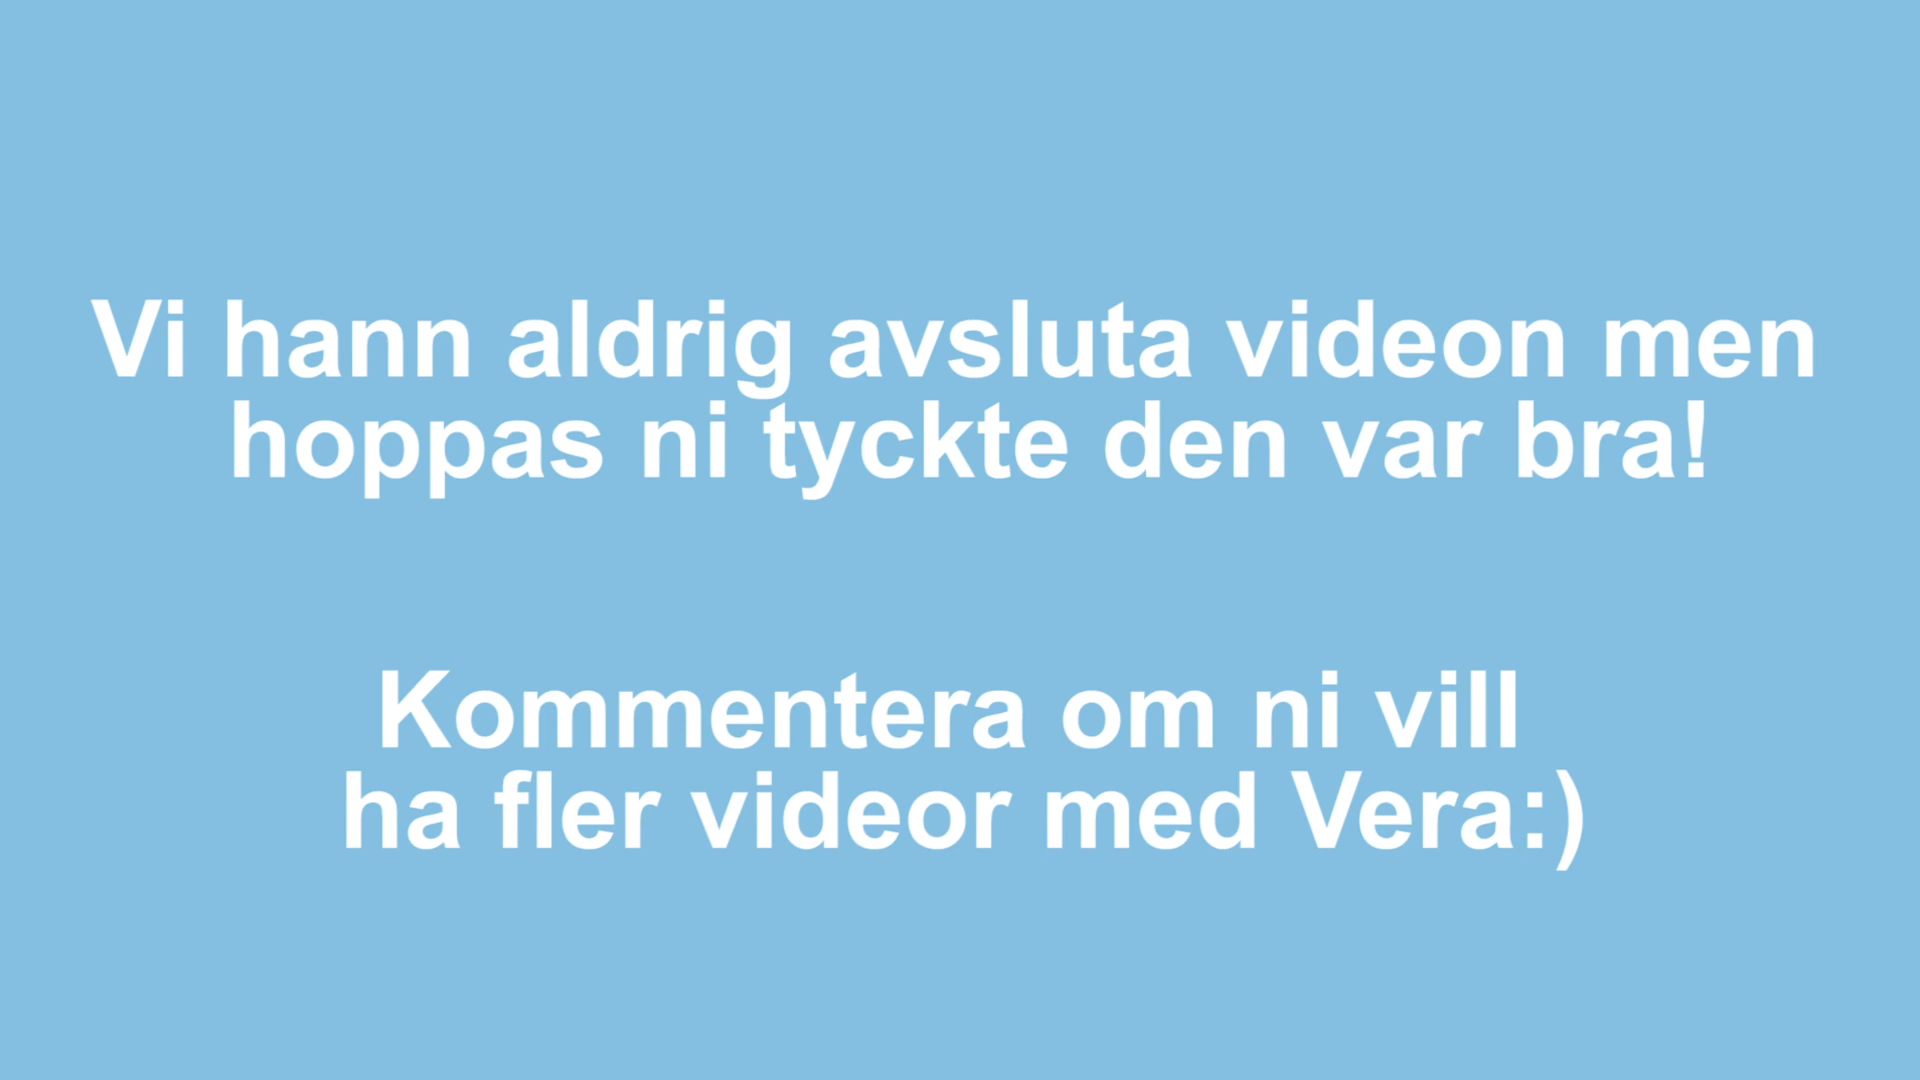 Vi hann aldrig avsluta videon men
hoppas ni tyckte den var bra!
Kommentera om ni vill
ha fler videor med Vera:)